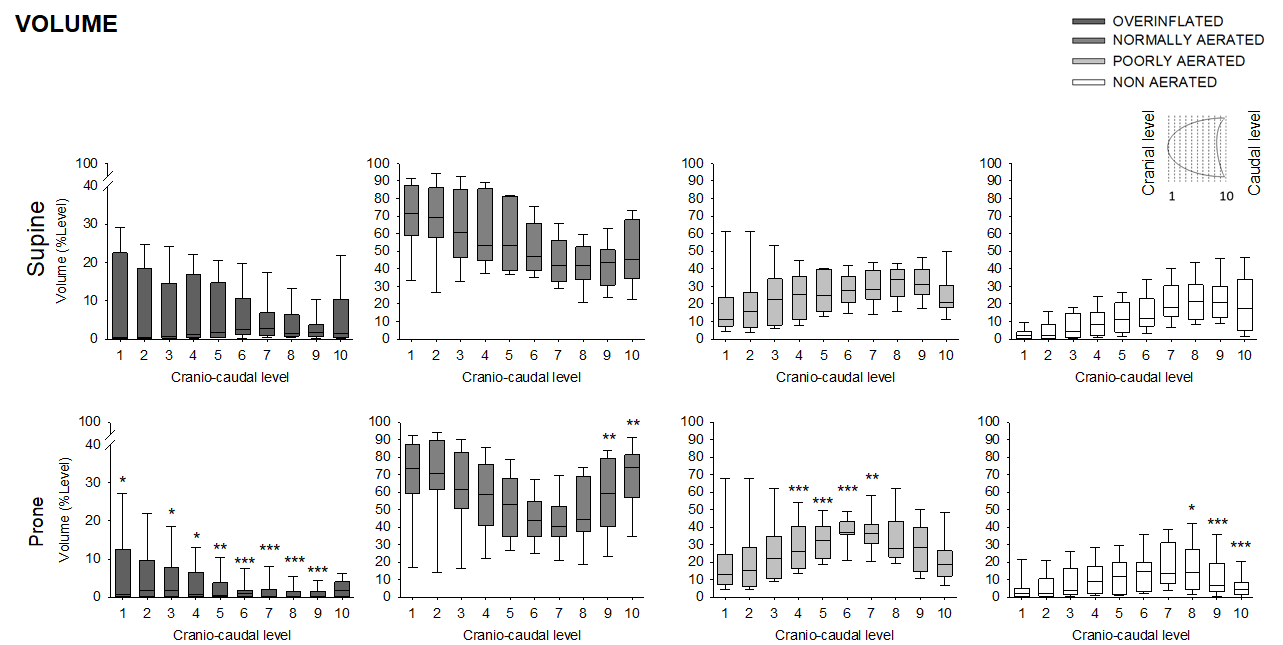 VOLUME
OVERINFLATED
NORMALLY AERATED
POORLY AERATED
NON AERATED
Cranial level
Caudal level
1 10
Supine
Volume (%Level)
100
40
30
20
10
0
1 2 3 4 5 6 7 8 9 10
Cranio-caudal level
100
90
80
70
60
50
40
30
20
10
0
1 2 3 4 5 6 7 8 9 10
Cranio-caudal level
100
90
80
70
60
50
40
30
20
10
0
1 2 3 4 5 6 7 8 9 10
Cranio-caudal level
100
90
80
70
60
50
40
30
20
10
0
1 2 3 4 5 6 7 8 9 10
Cranio-caudal level
Prone
Volume (%Level)
100
40
30
20
10
0
* * * ** *** *** *** ***
1 2 3 4 5 6 7 8 9 10
Cranio-caudal level
100
90
80
70
60
50
40
30
20
10
0
** **
1 2 3 4 5 6 7 8 9 10
Cranio-caudal level
100
90
80
70
60
50
40
30
20
10
0
*** *** *** **
1 2 3 4 5 6 7 8 9 10
Cranio-caudal level
100
90
80
70
60
50
40
30
20
10
0
* *** ***
1 2 3 4 5 6 7 8 9 10
Cranio-caudal level